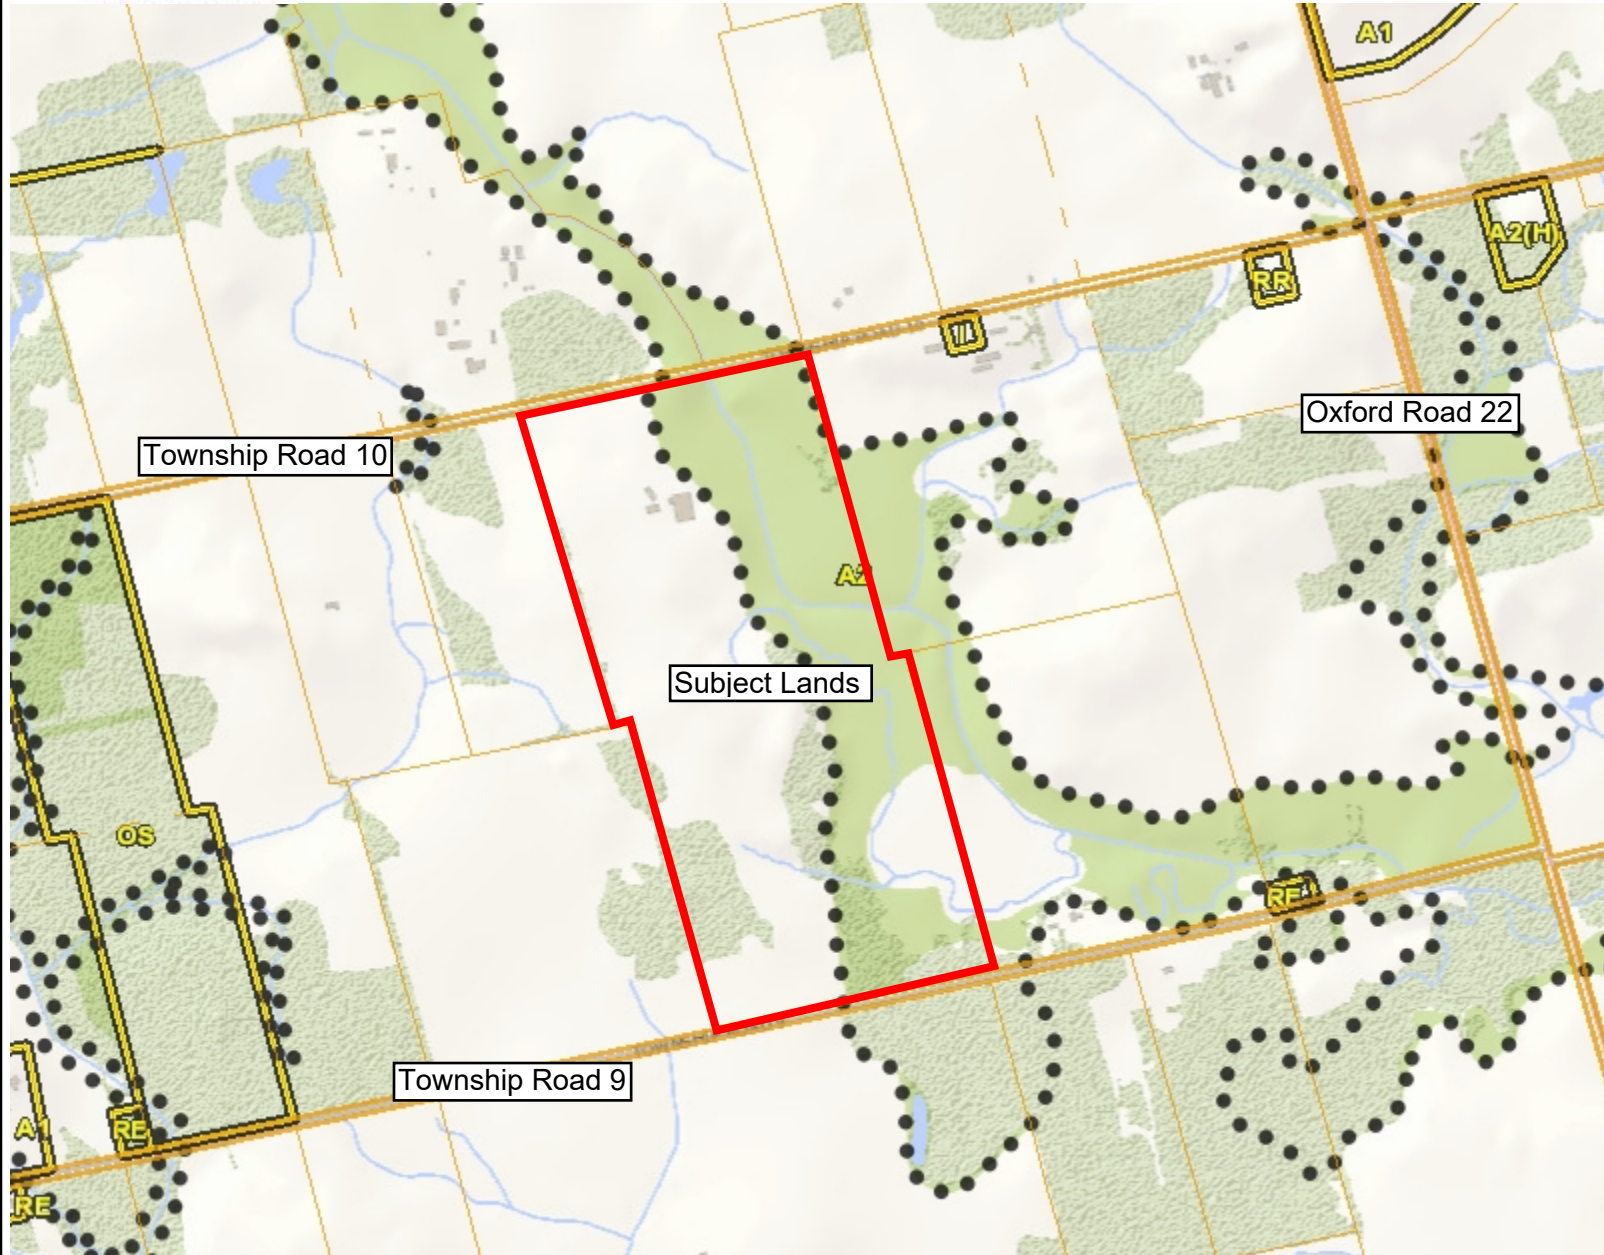 A1
A2(H)
RR
Oxford Road 22
Township Road 10
A2
Subject Lands
OS
RE
Township Road 9
A1
RE
RE